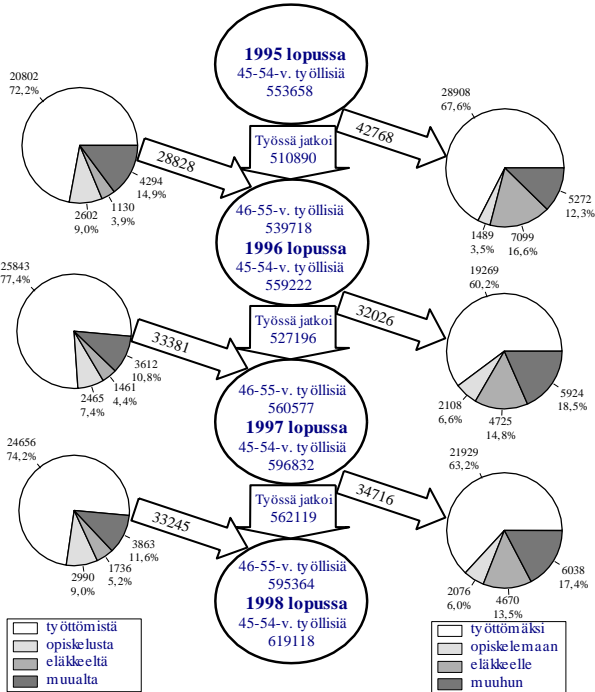 1995 lopussa
45-54-v. työllisiä
553658
20802
72,2%
4294
14,9%
1130
3,9%
2602
9,0%
28828
Työssä jatkoi
510890
42768
28908
67,6%
5272
12,3%
7099
16,6%
1489
3,5%
46-55-v. työllisiä
539718
1996 lopussa
45-54-v. työllisiä
559222
25843
77,4%
3612
10,8%
1461
4,4%
2465
7,4%
33381
Työssä jatkoi
527196
32026
19269
60,2%
5924
18,5%
4725
14,8%
2108
6,6%
46-55-v. työllisiä
560577
1997 lopussa
45-54-v. työllisiä
596832
24656
74,2%
3863
11,6%
1736
5,2%
2990
9,0%
33245
Työssä jatkoi
562119
34716
21929
63,2%
6038
17,4%
4670
13,5%
2076
6,0%
46-55-v. työllisiä
595364
1998 lopussa
45-54-v. työllisiä
619118
työttömistä
opiskelusta
eläkkeeltä
muualta
työttömäksi
opiskelemaan
eläkkeelle
muuhun